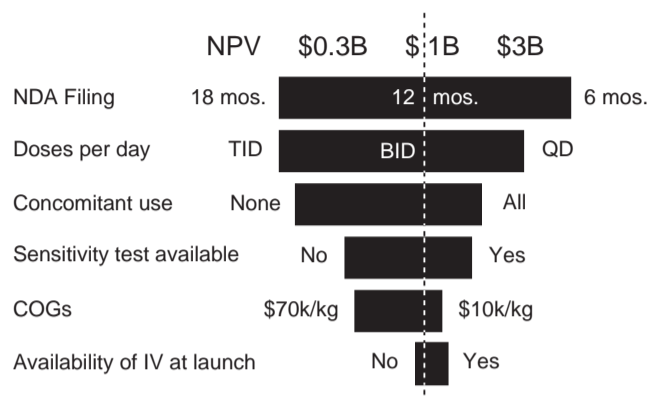 NPV $0.3B $1B $3B
NDA Filing 18 mos. 12 mos. 6 mos.
Doses per day TID BID QD
Concomitant use None All
Sensitivity test available No Yes
COGs $70k/kg $10k/kg
Availability of IV at launch No Yes